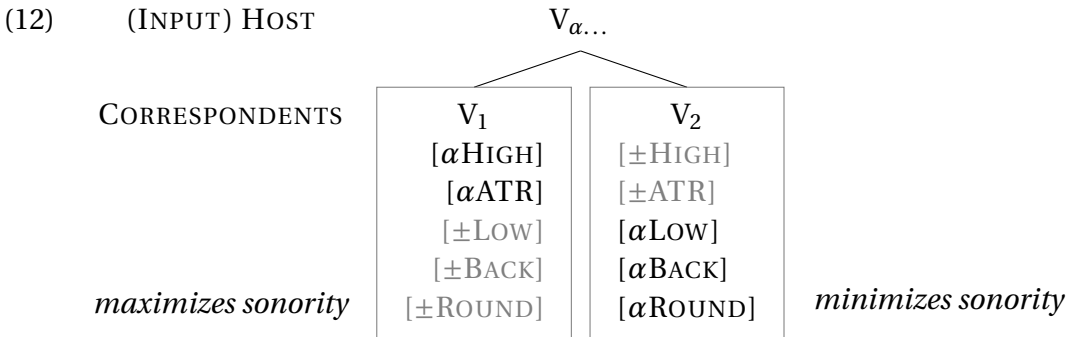 (12) (INPUT) HOST V_α…
CORRESPONDENTS V₁ V₂
[αHIGH] [±HIGH]
[αATR] [±ATR]
[±LOW] [αLOW]
[±BACK] [αBACK]
maximizes sonority [±ROUND] [αROUND] minimizes sonority